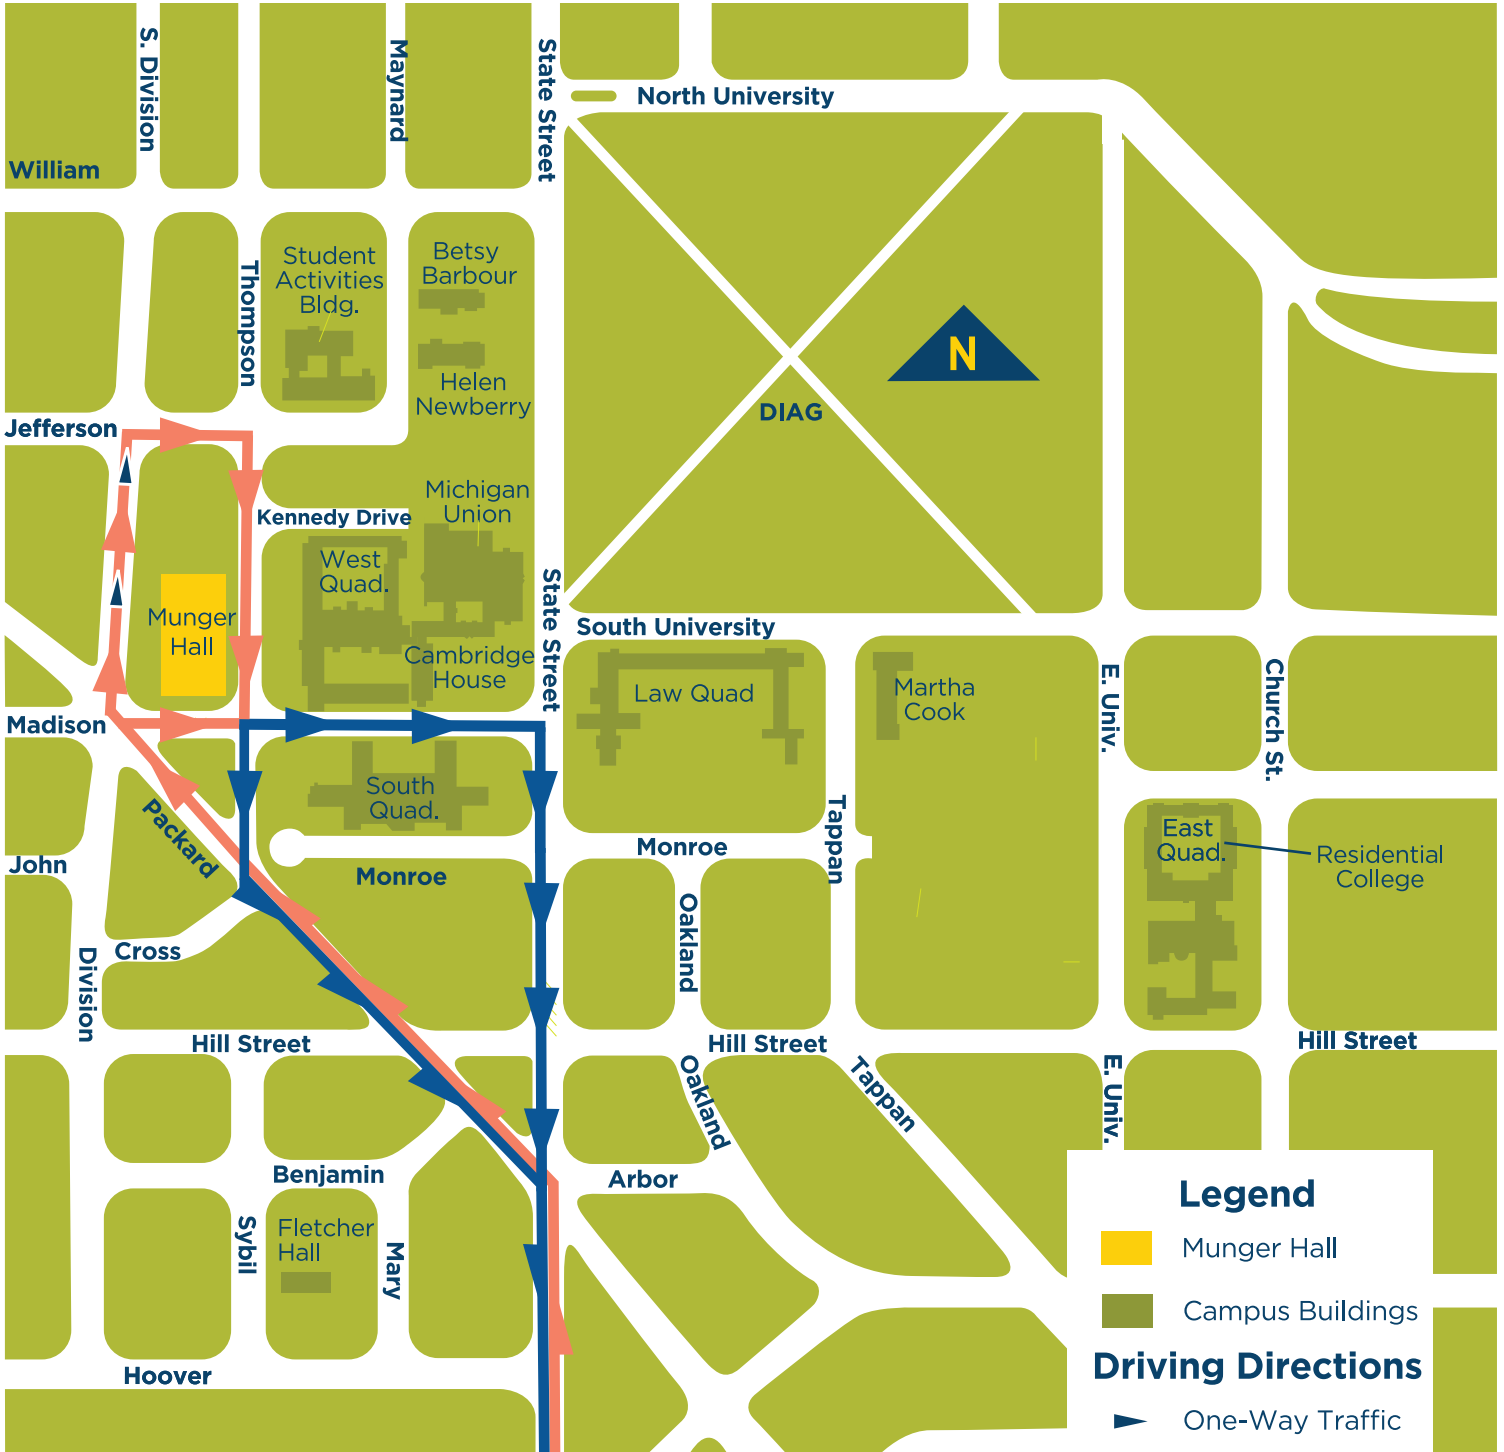 S. Division
Maynard
State Street
North University
William
Student
Activities
Bldg.
Betsy
Barbour
Thompson
N
Helen
Newberry
DIAG
Jefferson
Michigan
Union
Kennedy Drive
West
Quad.
State Street
Munger
Hall
South University
Cambridge
House
Law Quad
Martha
Cook
E. Univ.
Church St.
Madison
South
Quad.
Packard
Tappan
Monroe
East
Quad.
Residential
College
John
Monroe
Oakland
Cross
Division
Hill Street
Hill Street
Hill Street
Oakland
Tappan
E. Univ.
Benjamin
Arbor
Sybil
Fletcher
Hall
Mary
Hoover
Legend
Munger Hall
Campus Buildings
Driving Directions
One-Way Traffic